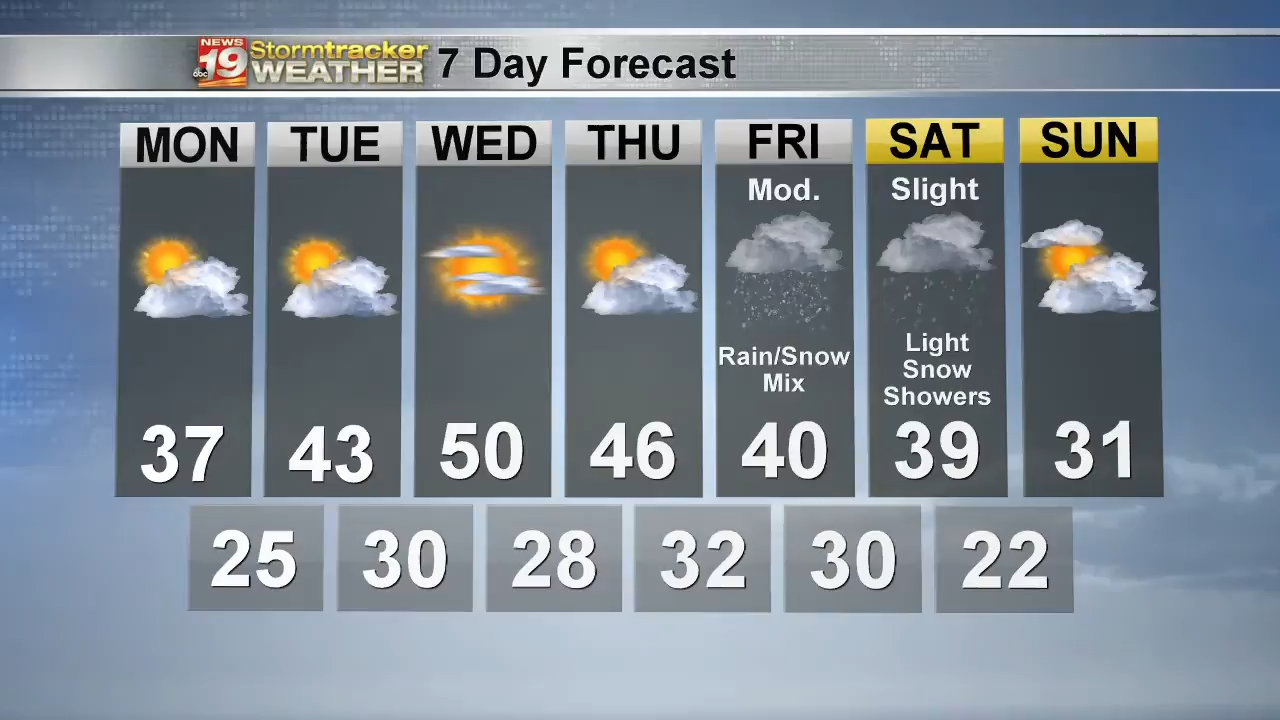 NEWS
abc 19
Stormtracker
WEATHER
7 Day Forecast
MON TUE WED THU FRI SAT SUN
Mod. Slight
Rain/Snow
Mix
Light
Snow
Showers
37 43 50 46 40 39 31
25 30 28 32 30 22